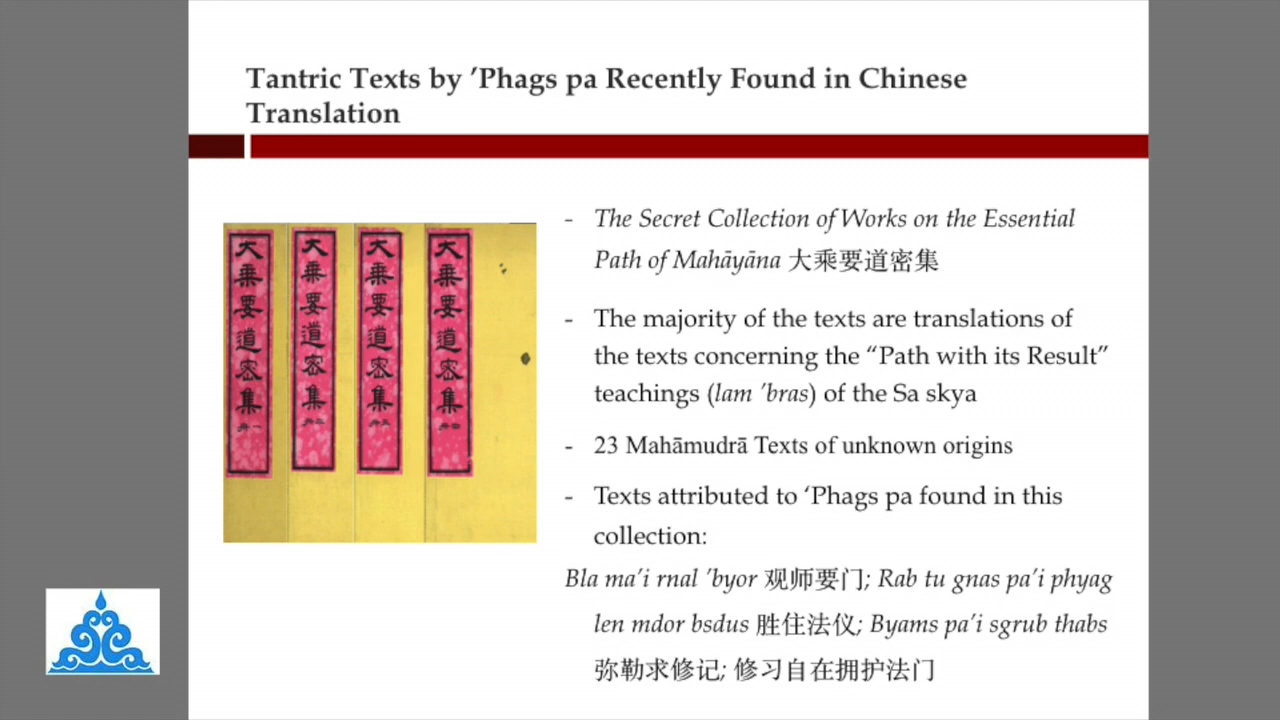 Tantric Texts by ’Phags pa Recently Found in Chinese
Translation
大乘要道密集
大乘要道密集
大乘要道密集
大乘要道密集
- The Secret Collection of Works on the Essential
Path of Mahāyāna 大乘要道密集
- The majority of the texts are translations of
the texts concerning the “Path with its Result”
teachings (lam ’bras) of the Sa skya
- 23 Mahāmudrā Texts of unknown origins
- Texts attributed to ‘Phags pa found in this
collection:
Bla ma’i rnal ’byor 观师要门; Rab tu gnas pa’i phyag
len mdor bsdus 胜住法仪; Byams pa’i sgrub thabs
弥勒求修记; 修习自在拥护法门